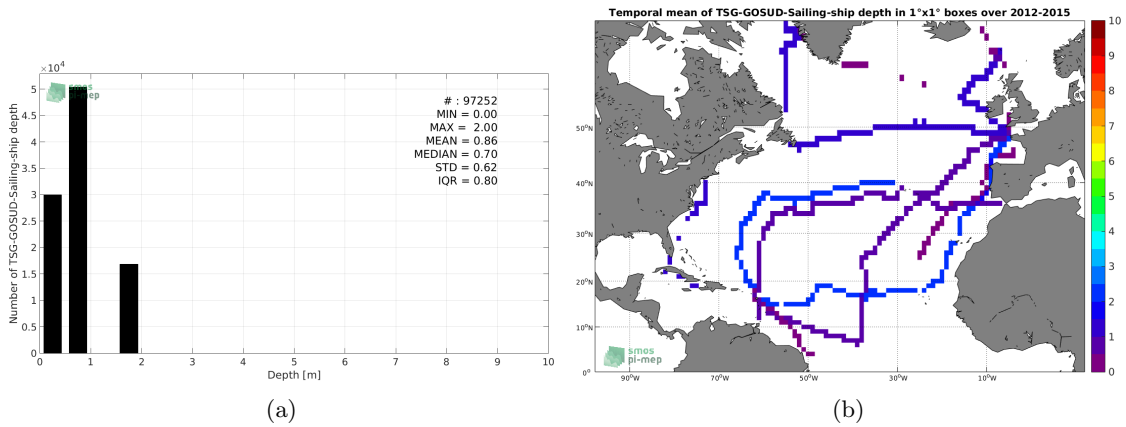 ×10⁴
smos
pi-mep
# : 97252
MIN = 0.00
MAX = 2.00
MEAN = 0.86
MEDIAN = 0.70
STD = 0.62
IQR = 0.80
5
4.5
4
3.5
3
2.5
2
1.5
1
0.5
0
Number of TSG-GOSUD-Sailing-ship depth
0 1 2 3 4 5 6 7 8 9 10
Depth [m]
(a)
Temporal mean of TSG-GOSUD-Sailing-ship depth in 1°x1° boxes over 2012-2015
50°N
40°N
30°N
20°N
10°N
0°N
90°W 70°W 50°W 30°W 10°W
smos
pi-mep
10
9
8
7
6
5
4
3
2
1
0
(b)